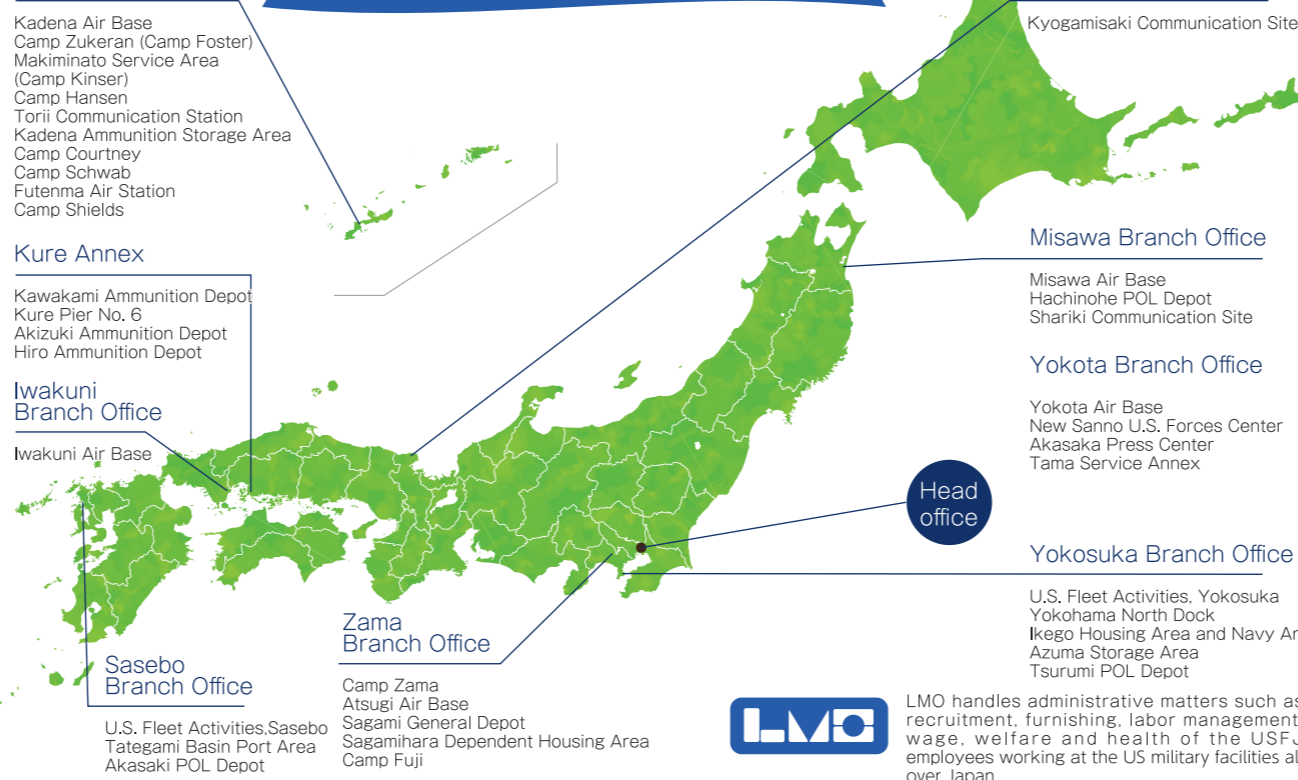 Kadena Air Base
Camp Zukeran (Camp Foster)
Makiminato Service Area
(Camp Kinser)
Camp Hansen
Torii Communication Station
Kadena Ammunition Storage Area
Camp Courtney
Camp Schwab
Futenma Air Station
Camp Shields
Kure Annex
Kawakami Ammunition Depot
Kure Pier No. 6
Akizuki Ammunition Depot
Hiro Ammunition Depot
Iwakuni
Branch Office
Iwakuni Air Base
Sasebo
Branch Office
U.S. Fleet Activities,Sasebo
Tategami Basin Port Area
Akasaki POL Depot
Zama
Branch Office
Camp Zama
Atsugi Air Base
Sagami General Depot
Sagamihara Dependent Housing Area
Camp Fuji
Kyogamisaki Communication Site
Misawa Branch Office
Misawa Air Base
Hachinohe POL Depot
Shariki Communication Site
Yokota Branch Office
Yokota Air Base
New Sanno U.S. Forces Center
Akasaka Press Center
Tama Service Annex
Head
office
Yokosuka Branch Office
U.S. Fleet Activities, Yokosuka
Yokohama North Dock
Ikego Housing Area and Navy
Azuma Storage Area
Tsurumi POL Depot
LMO
LMO handles administrative matters such as
recruitment, furnishing, labor management
wage, welfare and health of the USFJ
employees working at the US military facilities
over Japan